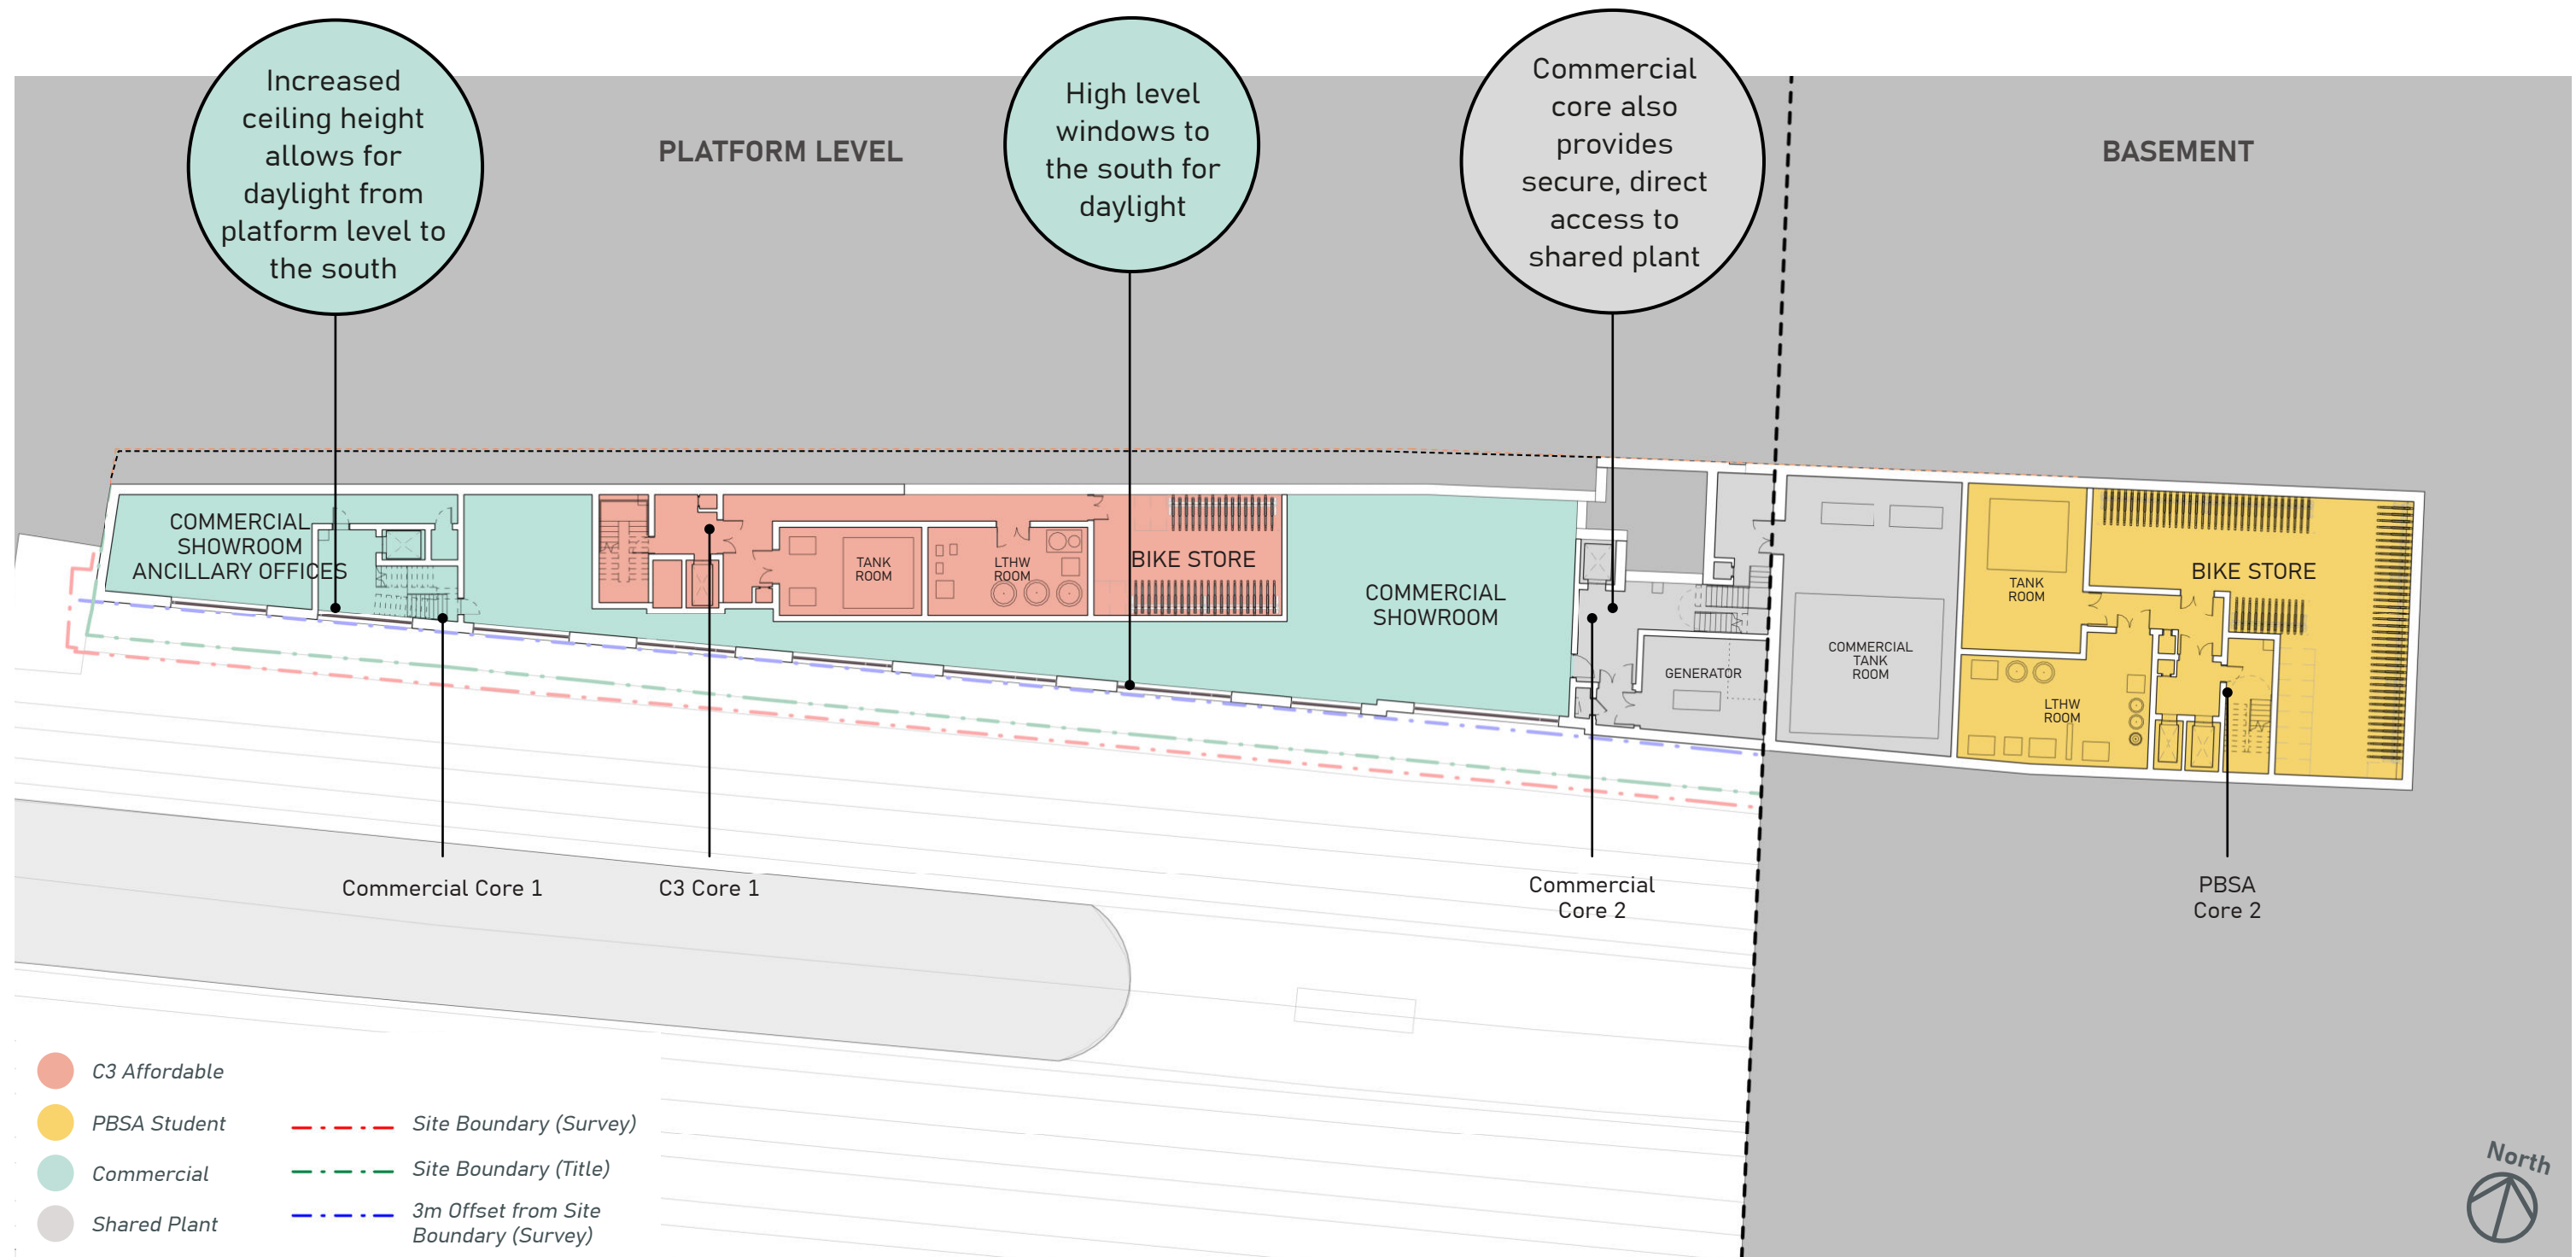 Increased
ceiling height
allows for
daylight from
platform level to
the south
PLATFORM LEVEL
High level
windows to
the south for
daylight
Commercial
core also
provides
secure, direct
access to
shared plant
BASEMENT
COMMERCIAL
SHOWROOM
ANCILLARY OFFICES
TANK
ROOM
LTHW
ROOM
BIKE STORE
COMMERCIAL
SHOWROOM
GENERATOR
COMMERCIAL
TANK
ROOM
TANK
ROOM
BIKE STORE
LTHW
ROOM
Commercial Core 1
C3 Core 1
Commercial
Core 2
PBSA
Core 2
C3 Affordable
PBSA Student
Commercial
Shared Plant
Site Boundary (Survey)
Site Boundary (Title)
3m Offset from Site
Boundary (Survey)
North